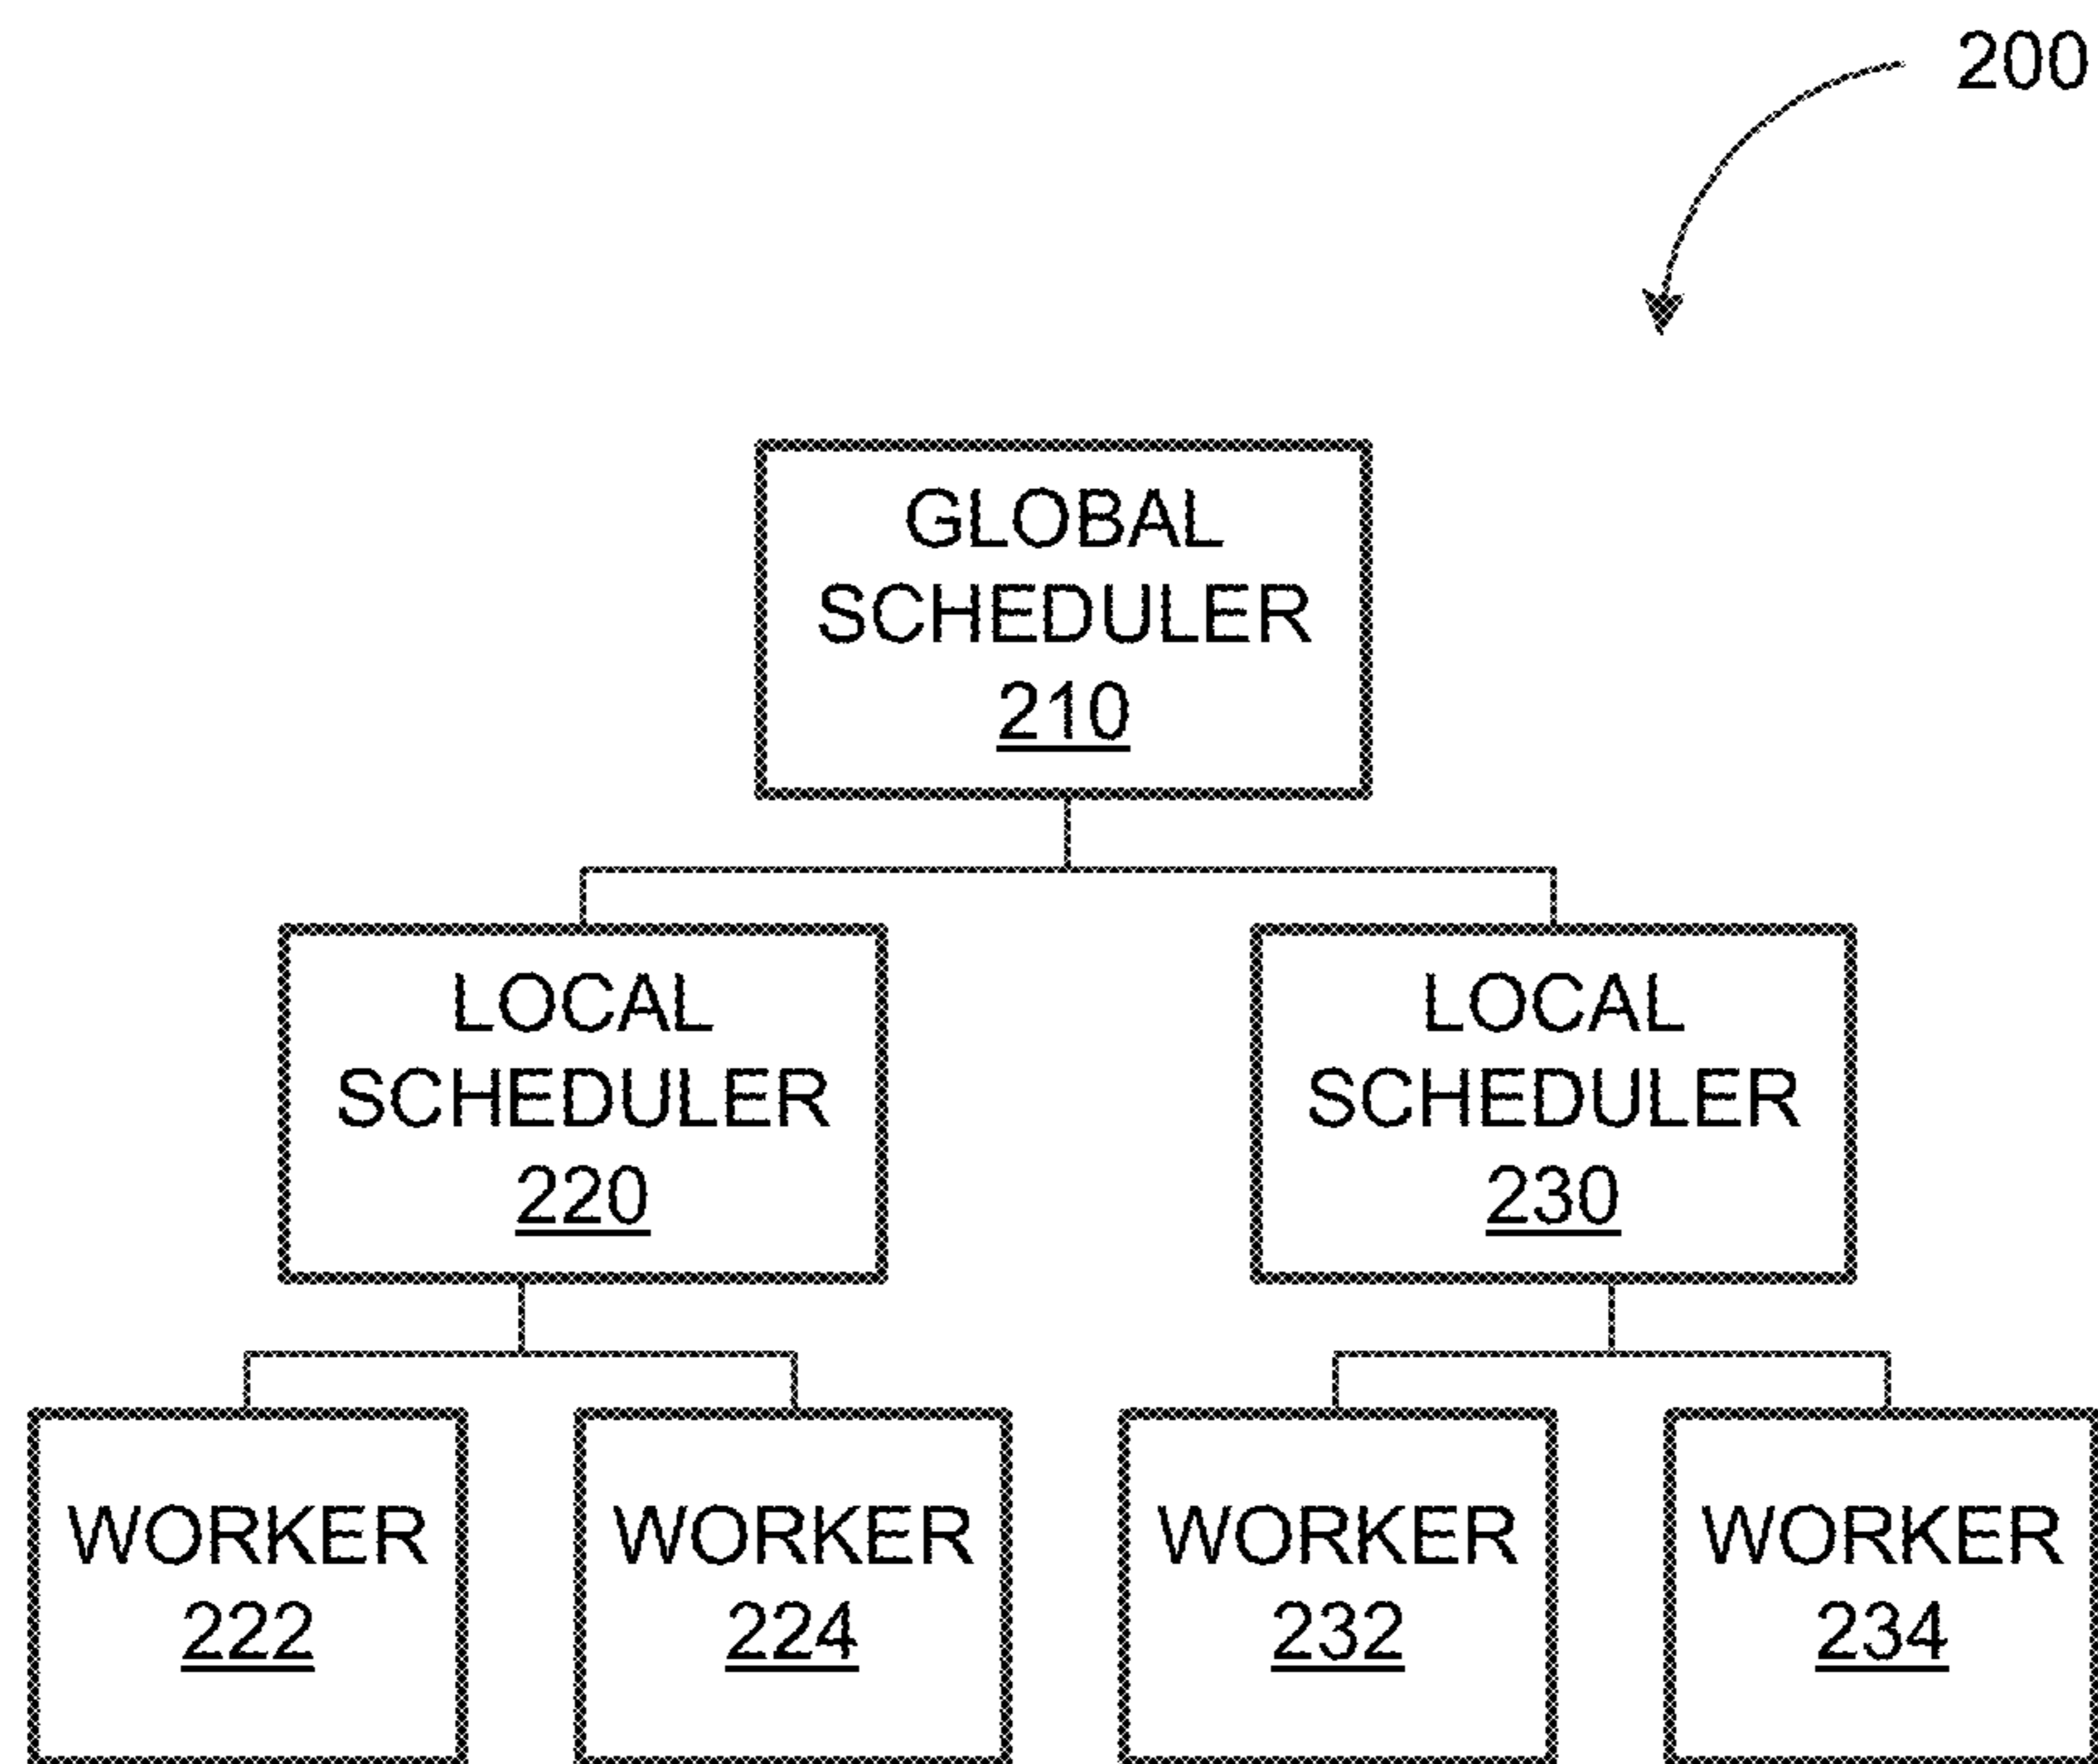 200
GLOBAL
SCHEDULER
210
LOCAL
SCHEDULER
220
LOCAL
SCHEDULER
230
WORKER
222
WORKER
224
WORKER
232
WORKER
234